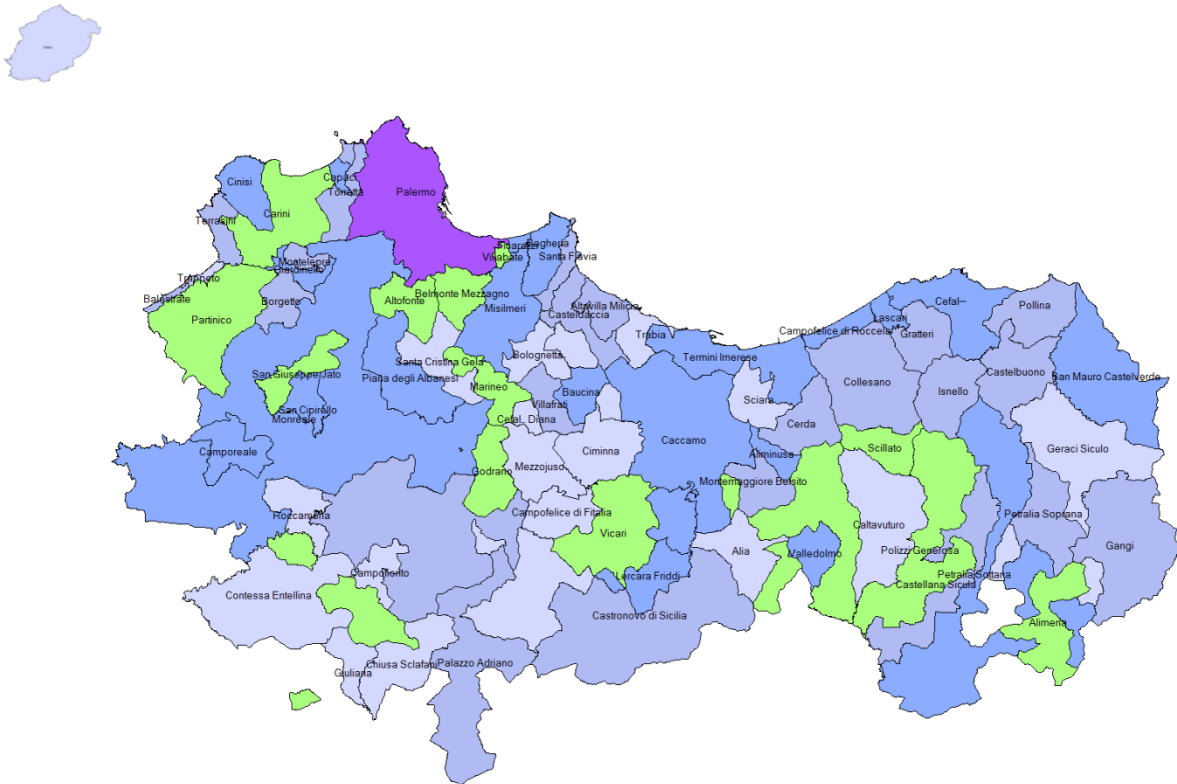 Palermo
Cinisi
Capaci
Torretta
Carini
Terrasini
Ficarazzi
Bagheria
Villabate
Santa Flavia
Montelepre
Giardinello
Trappeto
Balestrate
Belmonte Mezzagno
Altofonte
Borgetto
Misilmeri
Altavilla Milicia
Casteldaccia
Partinico
Cefal
Pollina
Lascari
Campofelice di Roccella
Gratteri
Trabia
Termini Imerese
Bolognetta
Santa Cristina Gela
Castelbuono
San Giuseppe Jato
Piana degli Albanesi
San Mauro Castelverde
Marineo
Collesano
Isnello
Baucina
Sciara
Villafrati
San Cipirello
Monreale
Cefal Diana
Cerda
Caccamo
Scillato
Geraci Siculo
Camporeale
Ciminna
Aliminusa
Mezzojuso
Godrano
Montemaggiore Belsito
Campofelice di Fitalia
Roccamena
Petralia Soprana
Caltavuturo
Vicari
Gangi
Alia
Valledolmo
Polizzi Generosa
Campofiorito
Lercara Friddi
Petralia Sottana
Castellana Sicula
Contessa Entellina
Castronovo di Sicilia
Alimena
Chiusa Sclafani
Palazzo Adriano
Giuliana